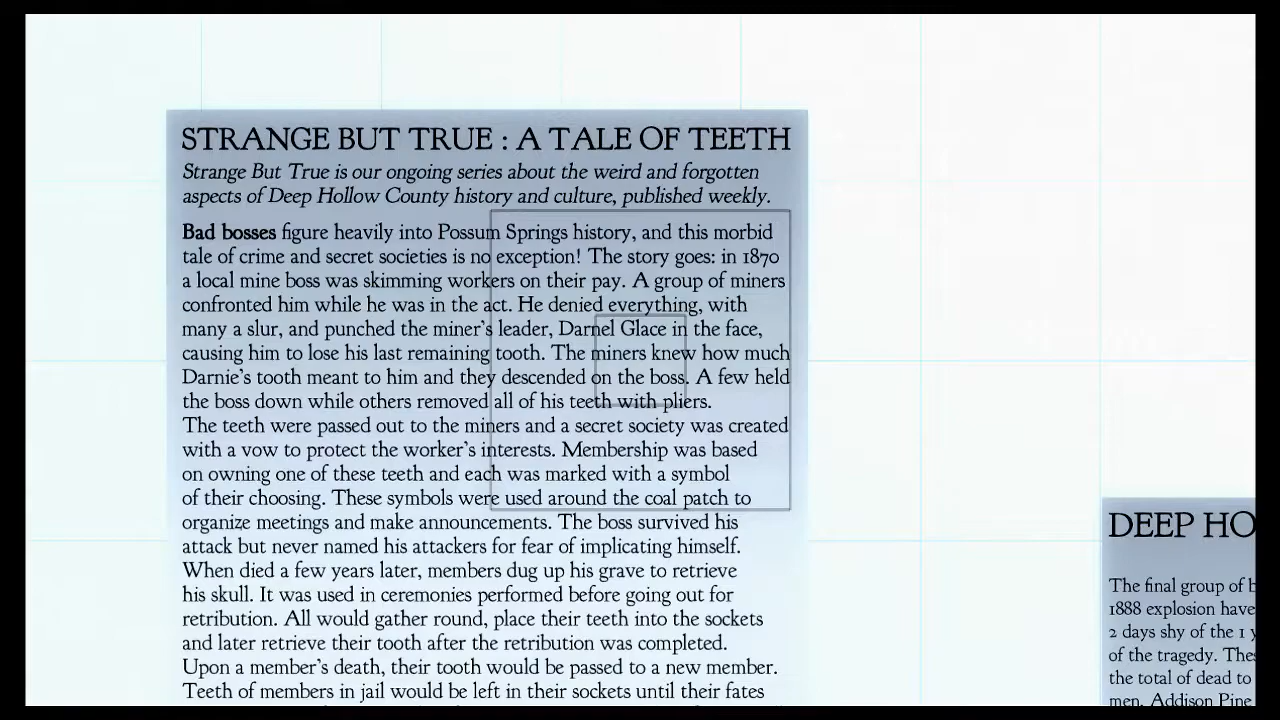 STRANGE BUT TRUE : A TALE OF TEETH
Strange But True is our ongoing series about the weird and forgotten
aspects of Deep Hollow County history and culture, published weekly.
Bad bosses figure heavily into Possum Springs history, and this morbid
tale of crime and secret societies is no exception! The story goes: in 1870
a local mine boss was skimming workers on their pay. A group of miners
confronted him while he was in the act. He denied everything, with
many a slur, and punched the miner's leader, Darnel Glace in the face,
causing him to lose his last remaining tooth. The miners knew how much
Darnie's tooth meant to him and they descended on the boss. A few held
the boss down while others removed all of his teeth with pliers.
The teeth were passed out to the miners and a secret society was created
with a vow to protect the worker's interests. Membership was based
on owning one of these teeth and each was marked with a symbol
of their choosing. These symbols were used around the coal patch to
organize meetings and make announcements. The boss survived his
attack but never named his attackers for fear of implicating himself.
When died a few years later, members dug up his grave to retrieve
his skull. It was used in ceremonies performed before going out for
retribution. All would gather round, place their teeth into the sockets
and later retrieve their tooth after the retribution was completed.
Upon a member's death, their tooth would be passed to a new member.
Teeth of members in jail would be left in their sockets until their fates
DEEP HO
The final group of b
1888 explosion have
2 days shy of the 1 y
of the tragedy. Thes
the total of dead to
men. Addison Pine